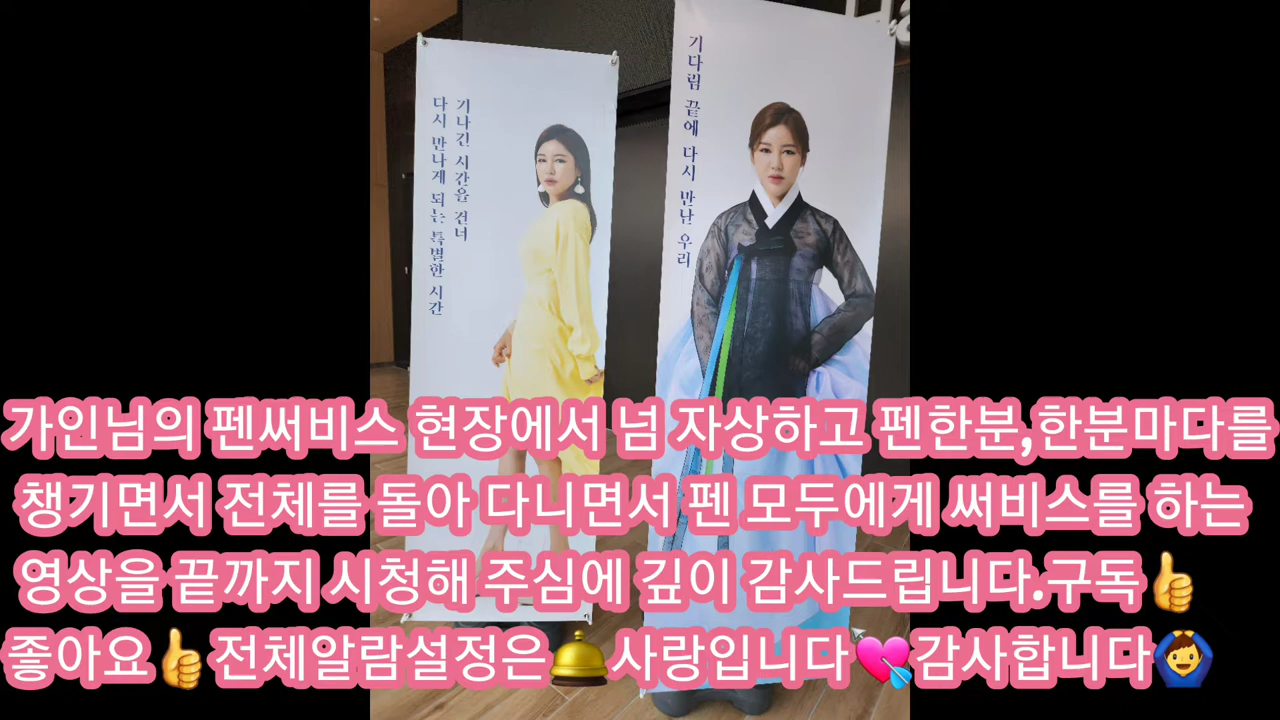 기나긴 시간을 건너
다시 만나게 되는 특별한 시간
기다림 끝에 다시 만난 우리
가인님의 펜써비스 현장에서 넘 자상하고 펜한분,한분마다를
챙기면서 전체를 돌아 다니면서 펜 모두에게 써비스를 하는
영상을 끝까지 시청해 주심에 깊이 감사드립니다.구독👍
좋아요👍전체알람설정은🛎️사랑입니다💘감사합니다🙆‍♂️